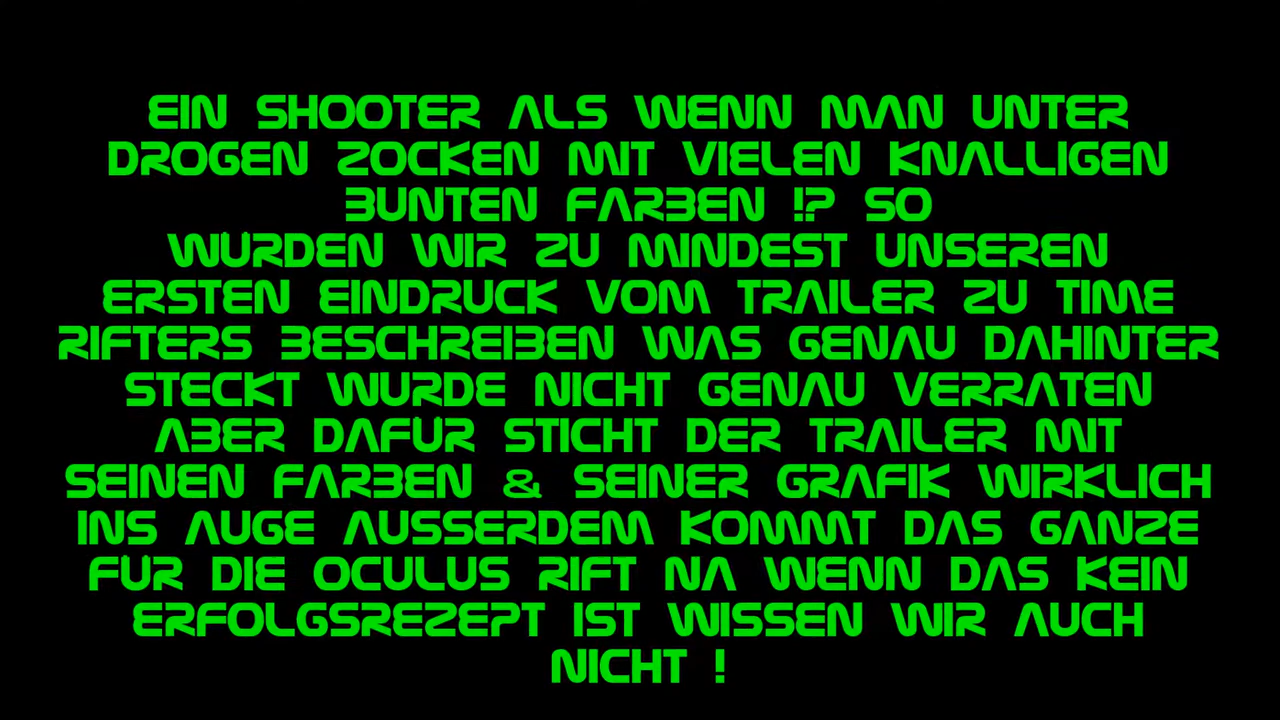 EIN SHOOTER ALS WENN MAN UNTER
DROGEN ZOCKEN MIT VIELEN KNALLIGEN
BUNTEN FARBEN !? SO
WÜRDEN WIR ZU MINDEST UNSEREN
ERSTEN EINDRUCK VOM TRAILER ZU TIME
RIFTERS BESCHREIBEN WAS GENAU DAHINTER
STECKT WURDE NICHT GENAU VERRATEN
ABER DAFÜR STICHT DER TRAILER MIT
SEINEN FARBEN & SEINER GRAFIK WIRKLICH
INS AUGE AUSSERDEM KOMMT DAS GANZE
FÜR DIE OCULUS RIFT NA WENN DAS KEIN
ERFOLGSREZEPT IST WISSEN WIR AUCH
NICHT !